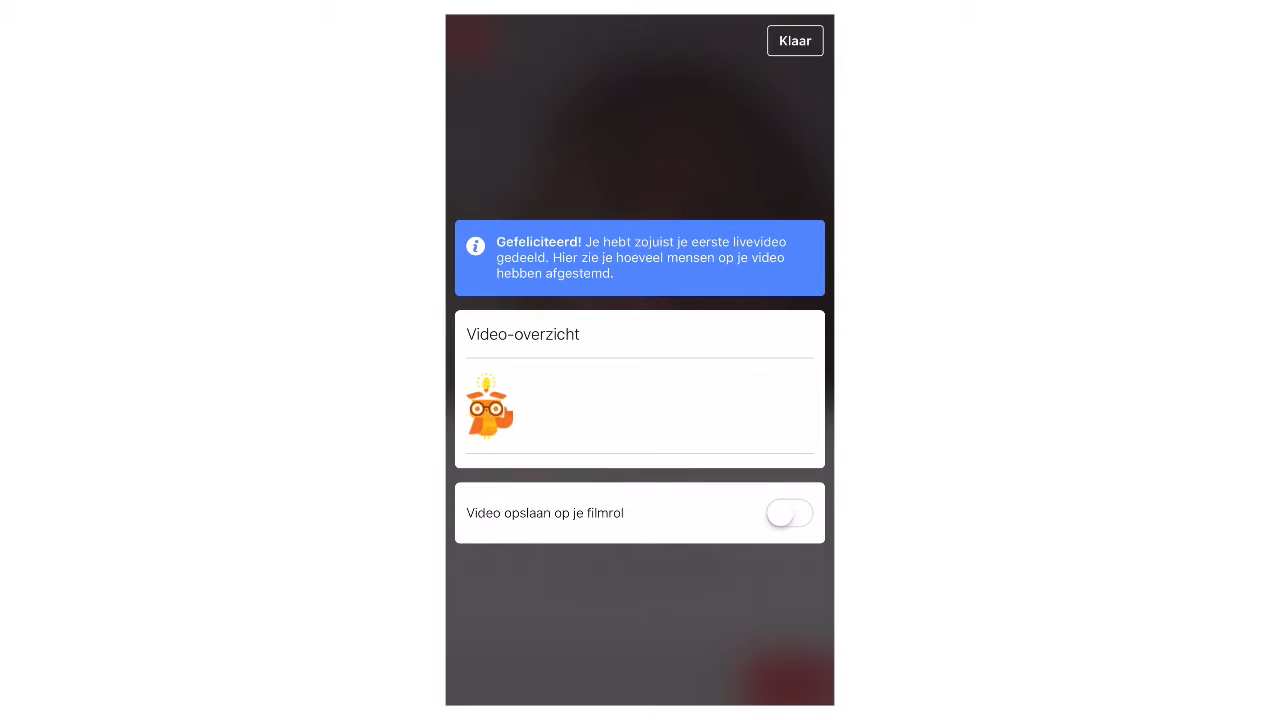 Klaar
Gefeliciteerd! Je hebt zojuist je eerste livevideo
gedeeld. Hier zie je hoeveel mensen op je video
hebben afgestemd.
Video-overzicht
Video opslaan op je filmrol